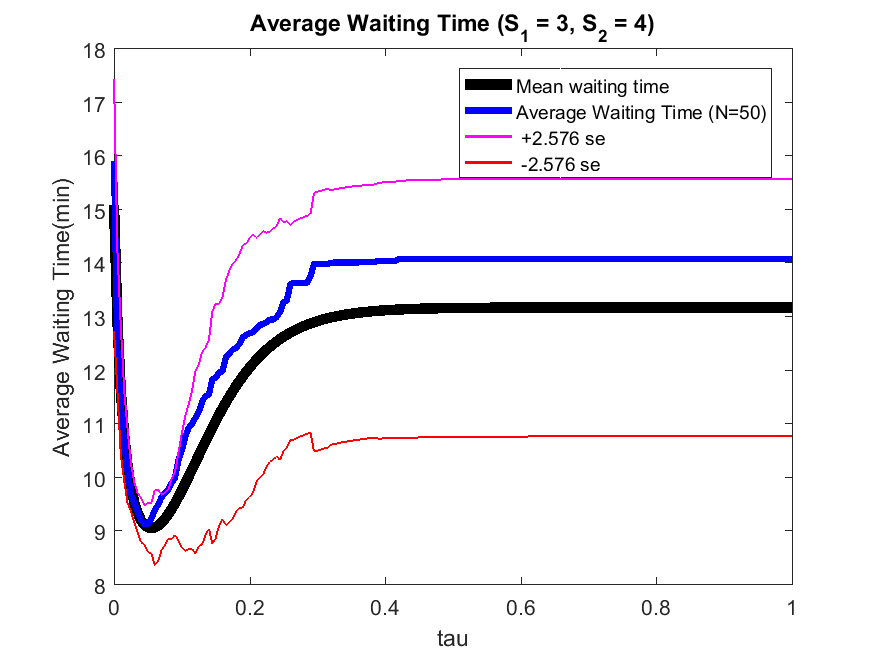 Average Waiting Time (S1 = 3, S2 = 4)
Mean waiting time
Average Waiting Time (N=50)
+2.576 se
-2.576 se
Average Waiting Time(min)
18
17
16
15
14
13
12
11
10
9
8
0
0.2
0.4
0.6
0.8
1
tau